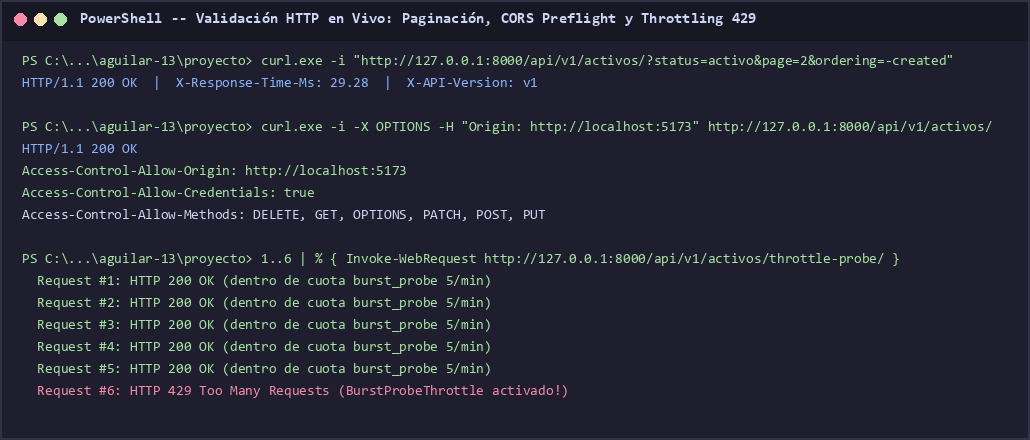 PowerShell -- Validación HTTP en Vivo: Paginación, CORS Preflight y Throttling 429
PS C:\...\aguilar-13\proyecto> curl.exe -i "http://127.0.0.1:8000/api/v1/activos/?status=activo&page=2&ordering=-created"
HTTP/1.1 200 OK  |  X-Response-Time-Ms: 29.28  |  X-API-Version: v1
PS C:\...\aguilar-13\proyecto> curl.exe -i -X OPTIONS -H "Origin: http://localhost:5173" http://127.0.0.1:8000/api/v1/activos/
HTTP/1.1 200 OK
Access-Control-Allow-Origin: http://localhost:5173
Access-Control-Allow-Credentials: true
Access-Control-Allow-Methods: DELETE, GET, OPTIONS, PATCH, POST, PUT
PS C:\...\aguilar-13\proyecto> 1..6 | % { Invoke-WebRequest http://127.0.0.1:8000/api/v1/activos/throttle-probe/ }
Request #1: HTTP 200 OK (dentro de cuota burst_probe 5/min)
Request #2: HTTP 200 OK (dentro de cuota burst_probe 5/min)
Request #3: HTTP 200 OK (dentro de cuota burst_probe 5/min)
Request #4: HTTP 200 OK (dentro de cuota burst_probe 5/min)
Request #5: HTTP 200 OK (dentro de cuota burst_probe 5/min)
Request #6: HTTP 429 Too Many Requests (BurstProbeThrottle activado!)